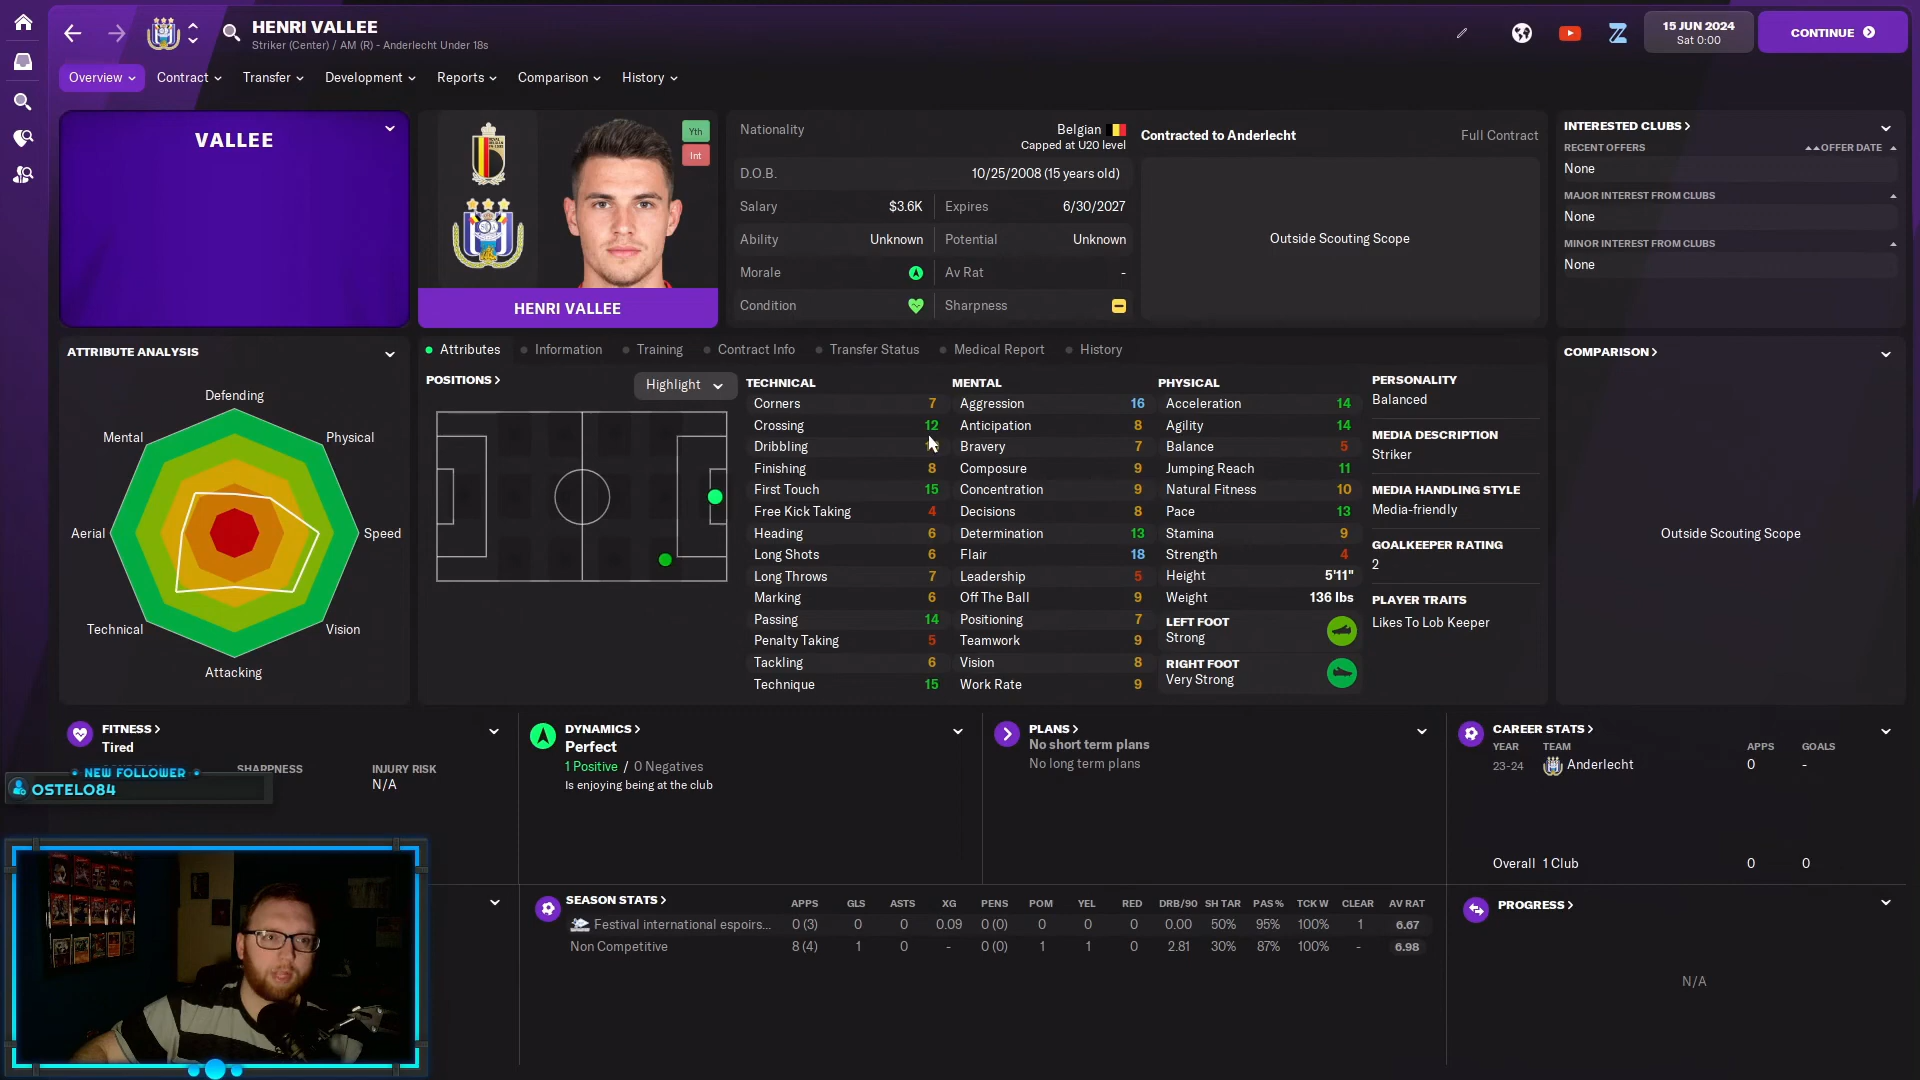 HENRI VALLEE
Striker (Center) / AM (R) - Anderlecht Under 18s
15 JUN 2024
Sat 0:00
CONTINUE
Overview
Contract
Transfer
Development
Reports
Comparison
History
VALLEE
Yth
Int
HENRI VALLEE
Nationality
Belgian
Capped at U20 level
D.O.B.
10/25/2008 (15 years old)
Salary $3.6K Expires 6/30/2027
Ability Unknown Potential Unknown
Morale Av Rat -
Condition Sharpness
Contracted to Anderlecht Full Contract
Outside Scouting Scope
INTERESTED CLUBS >
RECENT OFFERS OFFER DATE
None
MAJOR INTEREST FROM CLUBS
None
MINOR INTEREST FROM CLUBS
None
ATTRIBUTE ANALYSIS
Defending
Mental Physical
Aerial Speed
Technical Vision
Attacking
Attributes
Information
Training
Contract Info
Transfer Status
Medical Report
History
POSITIONS >
Highlight
TECHNICAL
Corners 7
Crossing 12
Dribbling
Finishing 8
First Touch 15
Free Kick Taking 4
Heading 6
Long Shots 6
Long Throws 7
Marking 6
Passing 14
Penalty Taking 5
Tackling 6
Technique 15
MENTAL
Aggression 16
Anticipation 8
Bravery 7
Composure 9
Concentration 9
Decisions 8
Determination 13
Flair 18
Leadership 5
Off The Ball 9
Positioning 7
Teamwork 9
Vision 8
Work Rate 9
PHYSICAL
Acceleration 14
Agility 14
Balance 5
Jumping Reach 11
Natural Fitness 10
Pace 13
Stamina 9
Strength 4
Height 5'11"
Weight 136 lbs
LEFT FOOT
Strong
RIGHT FOOT
Very Strong
PERSONALITY
Balanced
MEDIA DESCRIPTION
Striker
MEDIA HANDLING STYLE
Media-friendly
GOALKEEPER RATING
2
PLAYER TRAITS
Likes To Lob Keeper
COMPARISON >
Outside Scouting Scope
FITNESS >
Tired
SHARPNESS
INJURY RISK
N/A
NEW FOLLOWER
OSTELO84
DYNAMICS >
Perfect
1 Positive / 0 Negatives
Is enjoying being at the club
PLANS >
No short term plans
No long term plans
CAREER STATS >
YEAR TEAM APPS GOALS
23-24 Anderlecht 0 -
Overall 1 Club 0 0
SEASON STATS > APPS GLS ASTS XG PENS POM YEL RED DRB/90 SH TAR PAS % TCK W CLEAR AV RAT
Festival international espoirs... 0 (3) 0 0 0.09 0 (0) 0 0 0 0.00 50% 95% 100% 1 6.67
Non Competitive 8 (4) 1 0 - 0 (0) 1 1 0 2.81 30% 87% 100% - 6.98
PROGRESS >
N/A